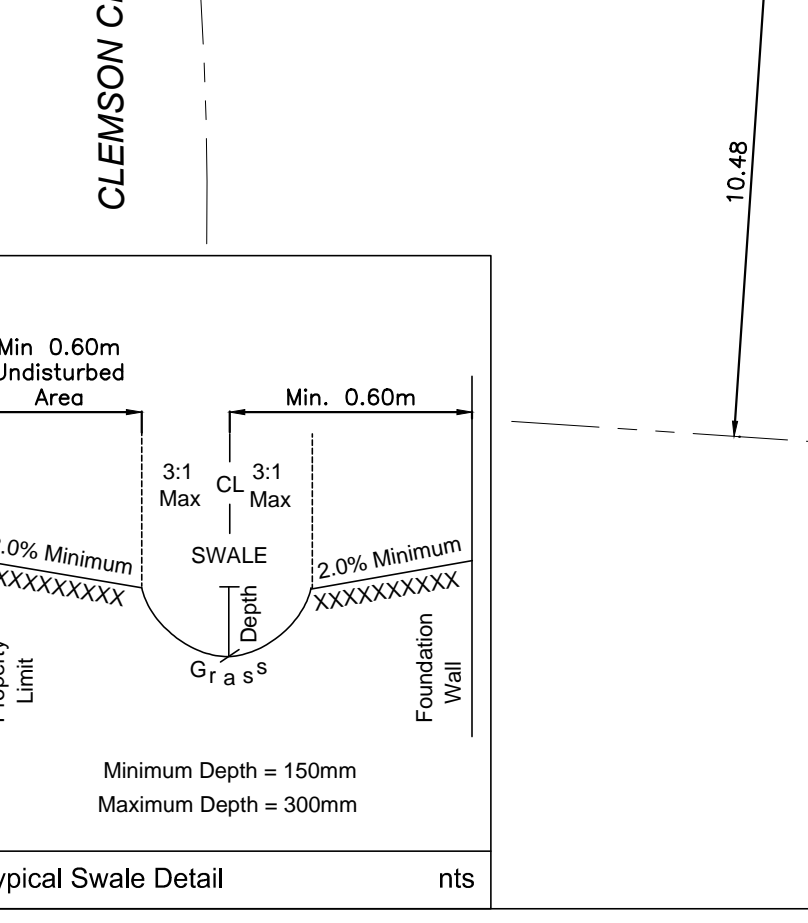 CLEMSON C
10.48
Min 0.60m
Undisturbed
Area
Min. 0.60m
3:1
Max
CL
3:1
Max
SWALE
.0% Minimum
2.0% Minimum
XXXXXXXXX
XXXXXXXXXX
Depth
Grass
Property
Limit
Foundation
Wall
Minimum Depth = 150mm
Maximum Depth = 300mm
ypical Swale Detail
nts